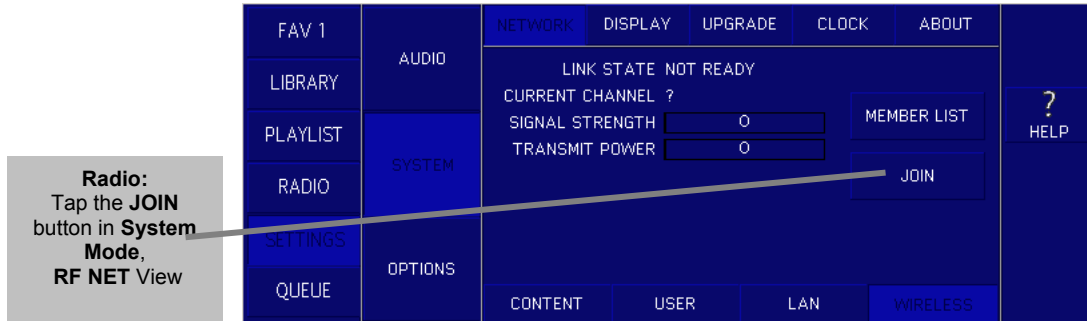 Radio:
Tap the JOIN
button in System
Mode,
RF NET View
FAV 1
LIBRARY
PLAYLIST
RADIO
SETTINGS
QUEUE
AUDIO
SYSTEM
OPTIONS
NETWORK DISPLAY UPGRADE CLOCK ABOUT
LINK STATE NOT READY
CURRENT CHANNEL ?
SIGNAL STRENGTH 0
TRANSMIT POWER 0
MEMBER LIST
JOIN
CONTENT USER LAN WIRELESS
?
HELP